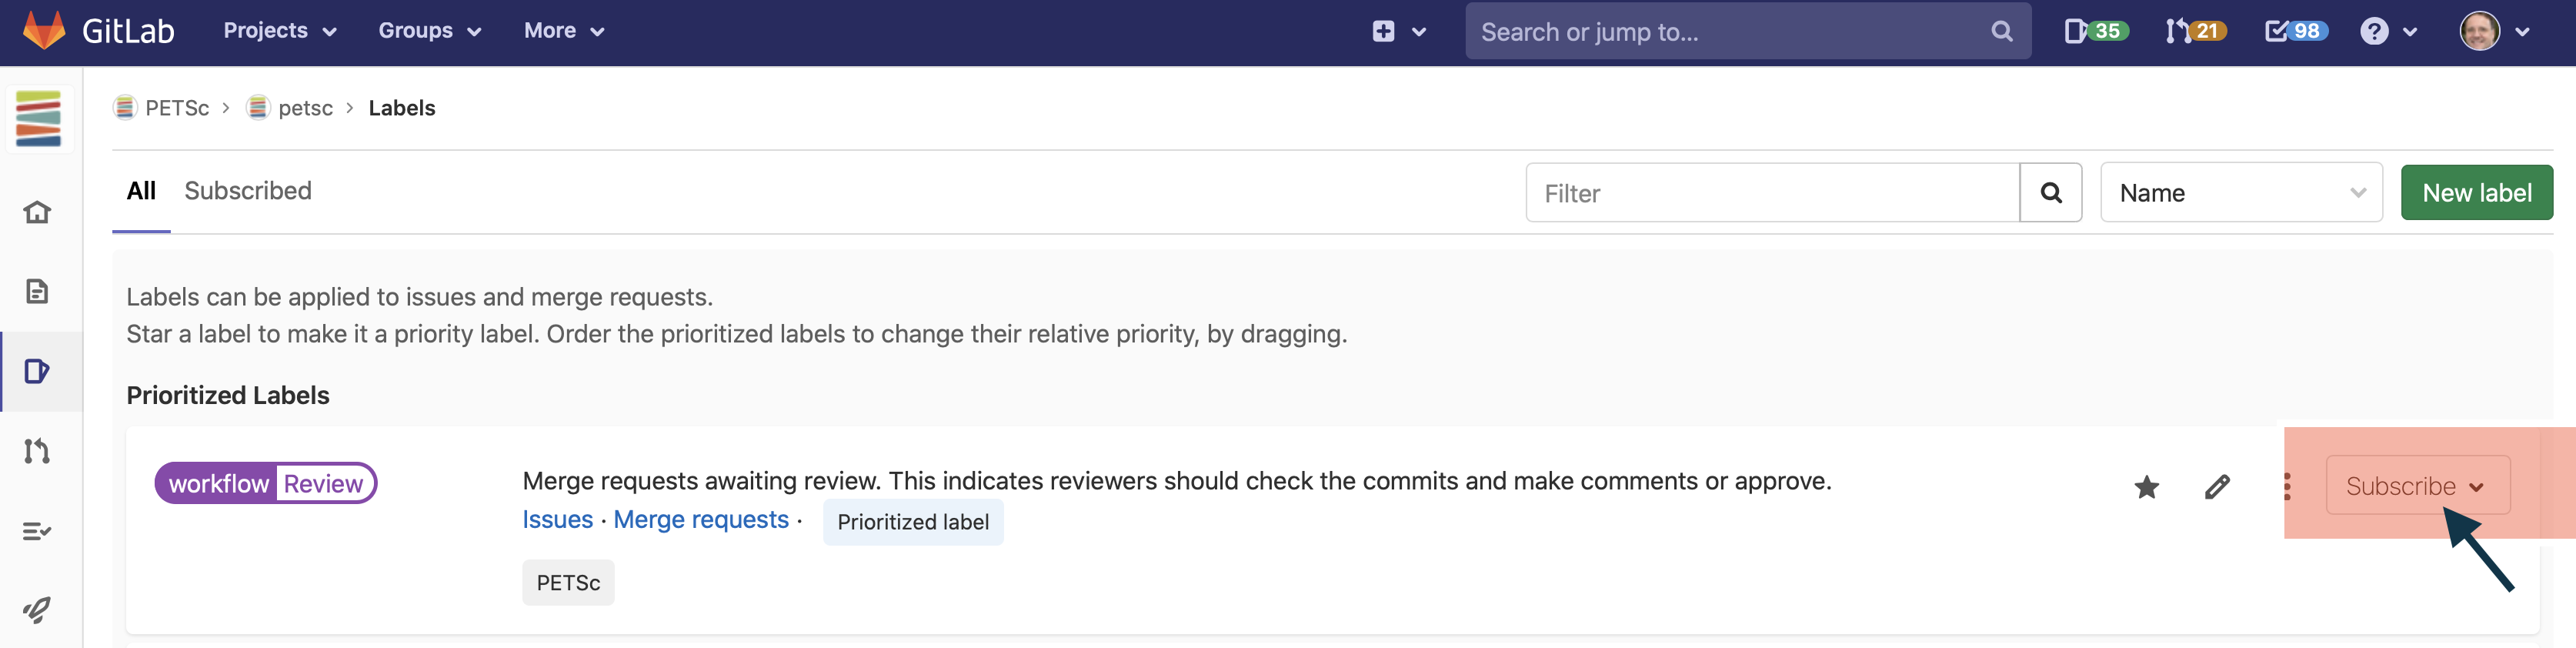 GitLab Projects Groups More Search or jump to... 35 21 98
PETSc > petsc > Labels
All Subscribed Filter Name New label
Labels can be applied to issues and merge requests.
Star a label to make it a priority label. Order the prioritized labels to change their relative priority, by dragging.
Prioritized Labels
workflow Review Merge requests awaiting review. This indicates reviewers should check the commits and make comments or approve. Subscribe
Issues · Merge requests · Prioritized label
PETSc